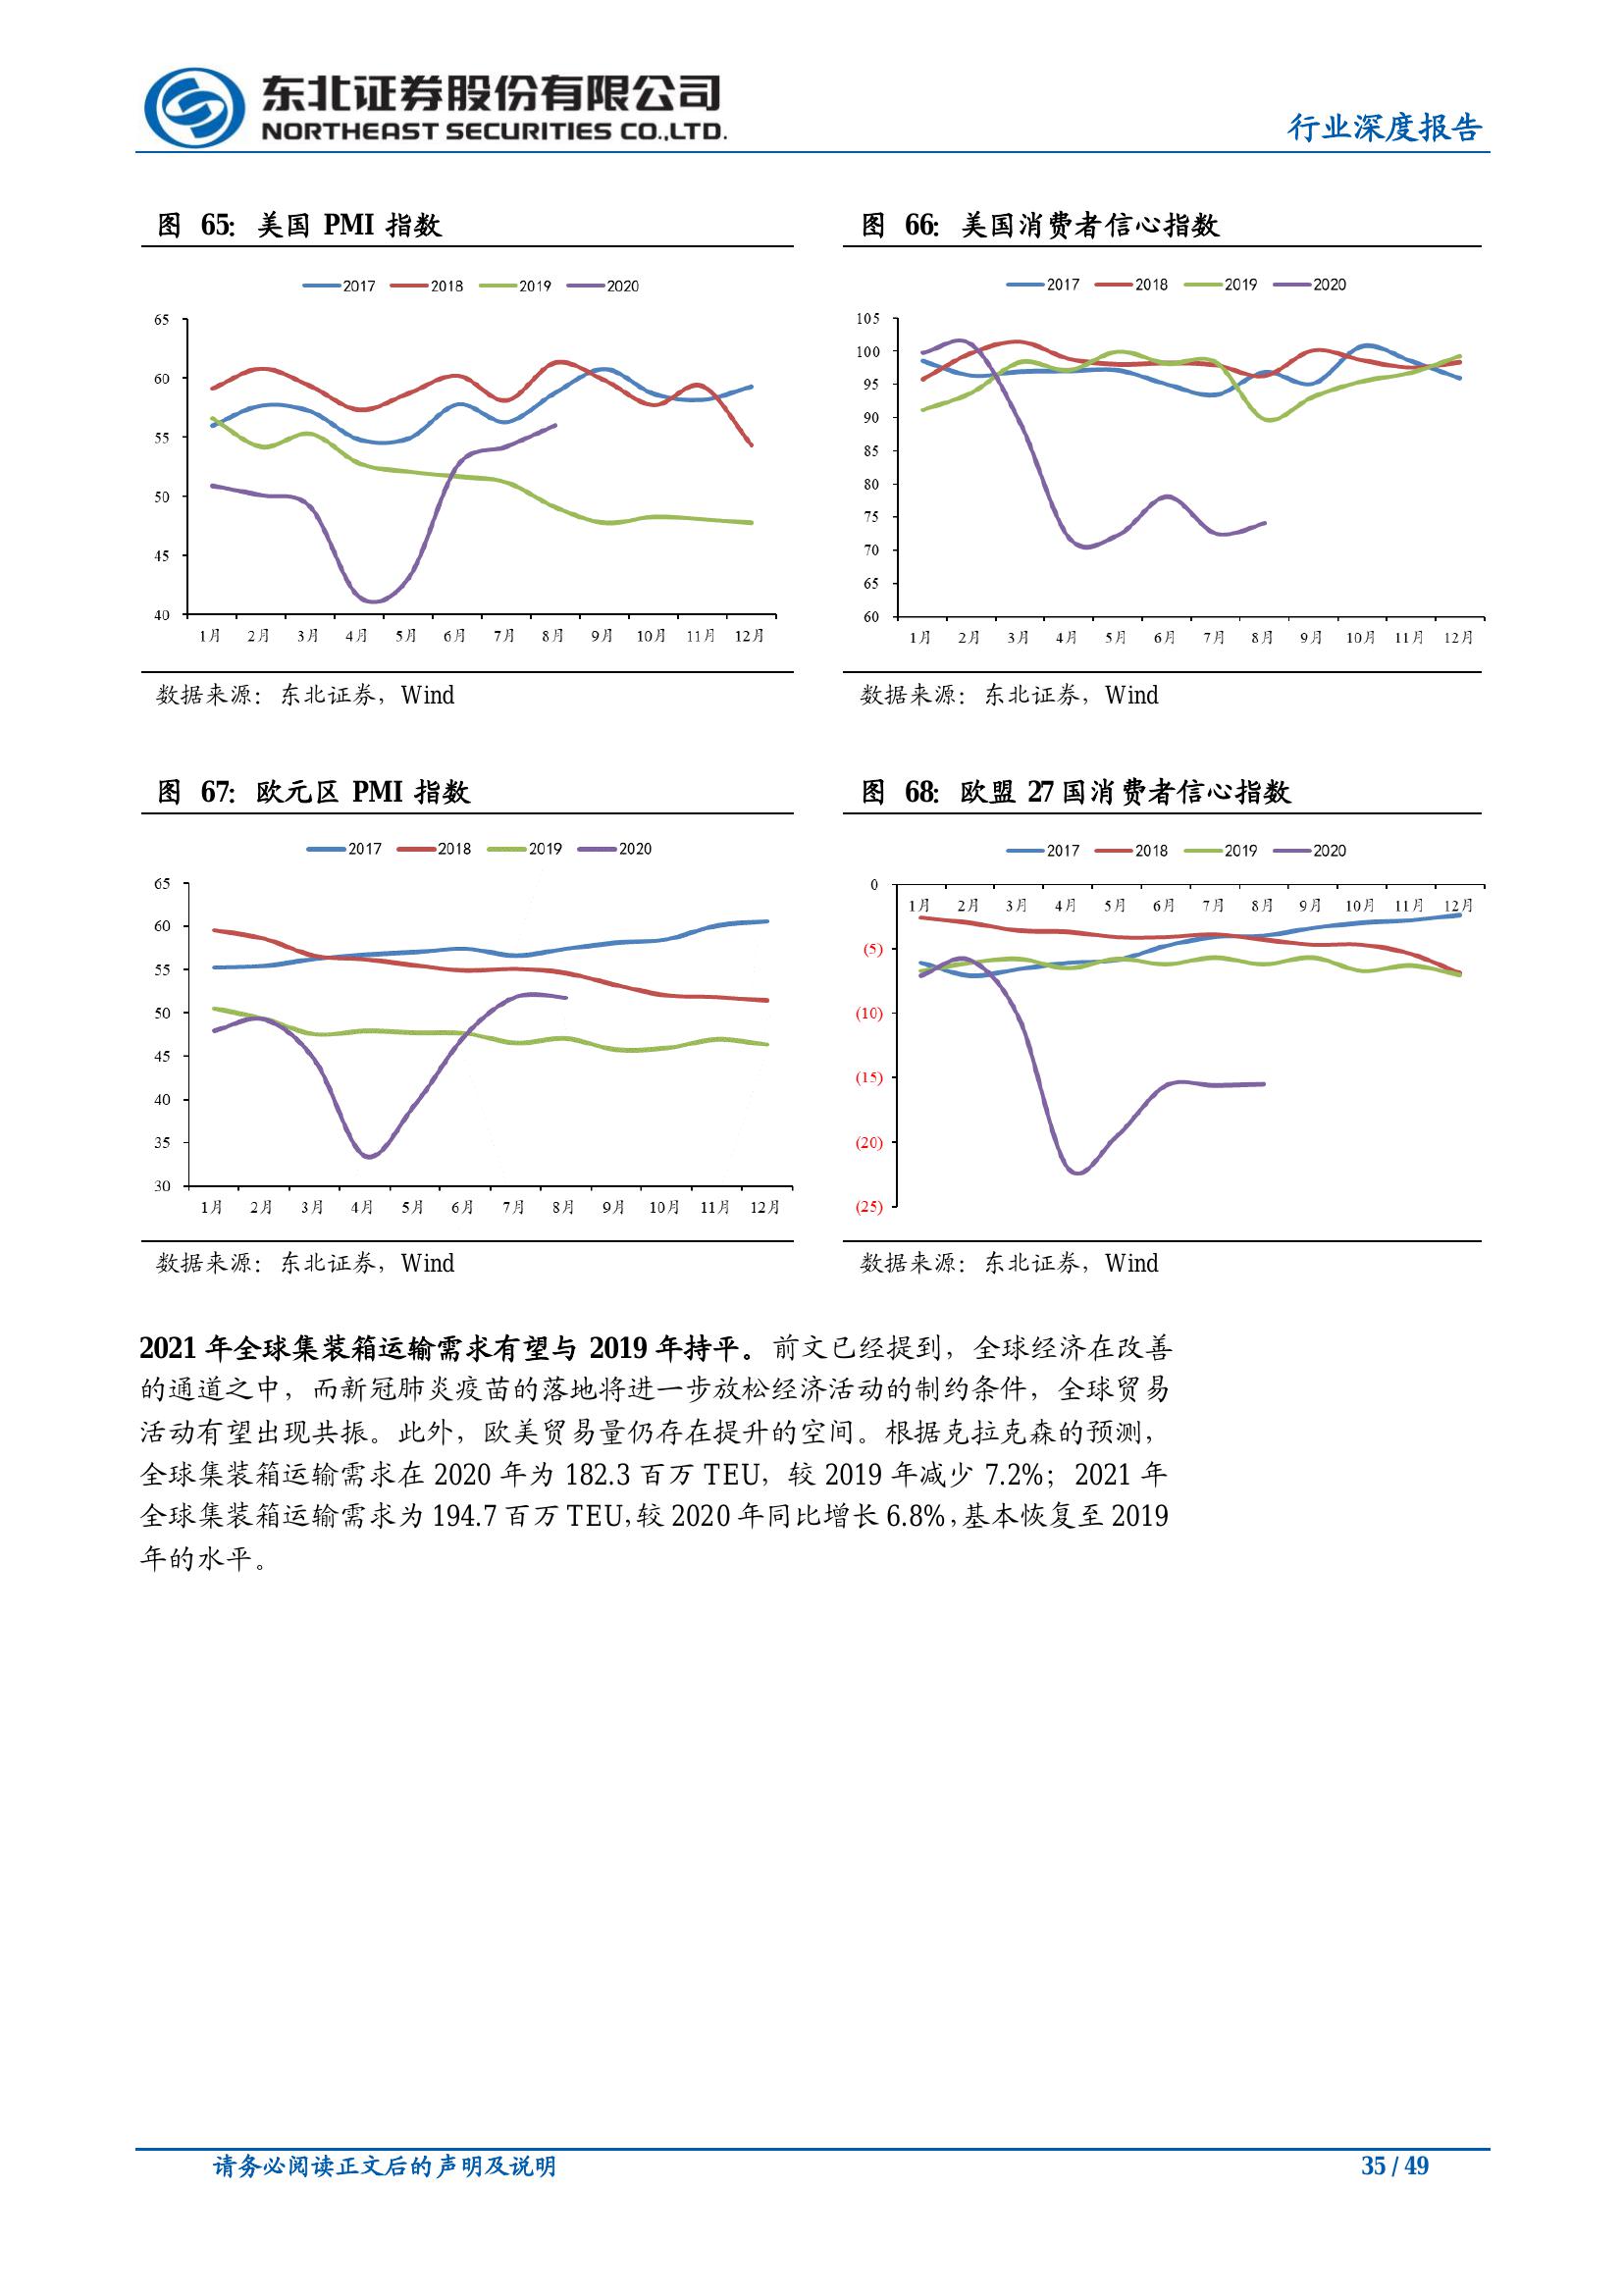 东北证券股份有限公司
NORTHEAST SECURITIES CO.,LTD.
行业深度报告
图 65：美国 PMI 指数
2017 2018 2019 2020
65
60
55
50
45
40
1月 2月 3月 4月 5月 6月 7月 8月 9月 10月 11月 12月
数据来源：东北证券，Wind
图 66：美国消费者信心指数
2017 2018 2019 2020
105
100
95
90
85
80
75
70
65
60
1月 2月 3月 4月 5月 6月 7月 8月 9月 10月 11月 12月
数据来源：东北证券，Wind
图 67：欧元区 PMI 指数
2017 2018 2019 2020
65
60
55
50
45
40
35
30
1月 2月 3月 4月 5月 6月 7月 8月 9月 10月 11月 12月
数据来源：东北证券，Wind
图 68：欧盟 27 国消费者信心指数
2017 2018 2019 2020
0
1月 2月 3月 4月 5月 6月 7月 8月 9月 10月 11月 12月
(5)
(10)
(15)
(20)
(25)
数据来源：东北证券，Wind
2021 年全球集装箱运输需求有望与 2019 年持平。前文已经提到，全球经济在改善
的通道之中，而新冠肺炎疫苗的落地将进一步放松经济活动的制约条件，全球贸易
活动有望出现共振。此外，欧美贸易量仍存在提升的空间。根据克拉克森的预测，
全球集装箱运输需求在 2020 年为 182.3 百万 TEU，较 2019 年减少 7.2%；2021 年
全球集装箱运输需求为 194.7 百万 TEU，较 2020 年同比增长 6.8%，基本恢复至 2019
年的水平。
请务必阅读正文后的声明及说明
35 / 49